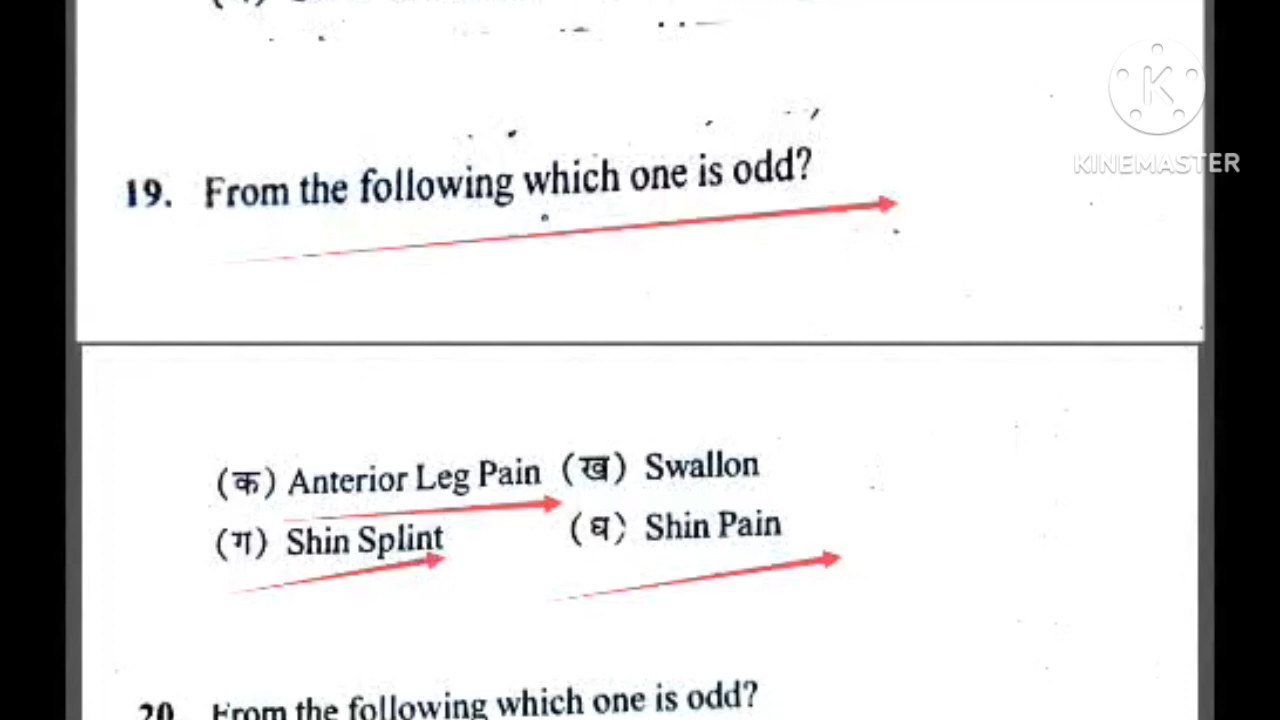 KINEMASTER
19. From the following which one is odd?
(क) Anterior Leg Pain (ख) Swallon
(ग) Shin Splint (घ) Shin Pain
20. From the following which one is odd?